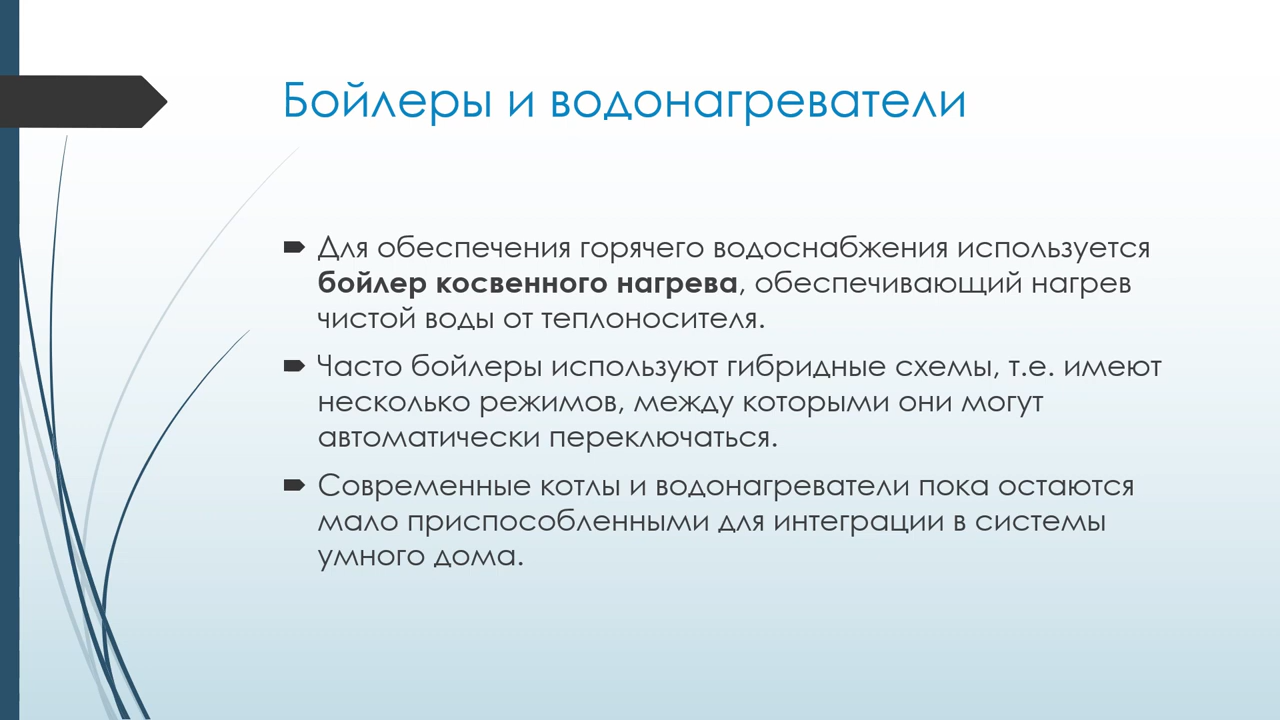 Бойлеры и водонагреватели
Для обеспечения горячего водоснабжения используется
бойлер косвенного нагрева, обеспечивающий нагрев
чистой воды от теплоносителя.
Часто бойлеры используют гибридные схемы, т.е. имеют
несколько режимов, между которыми они могут
автоматически переключаться.
Современные котлы и водонагреватели пока остаются
мало приспособленными для интеграции в системы
умного дома.